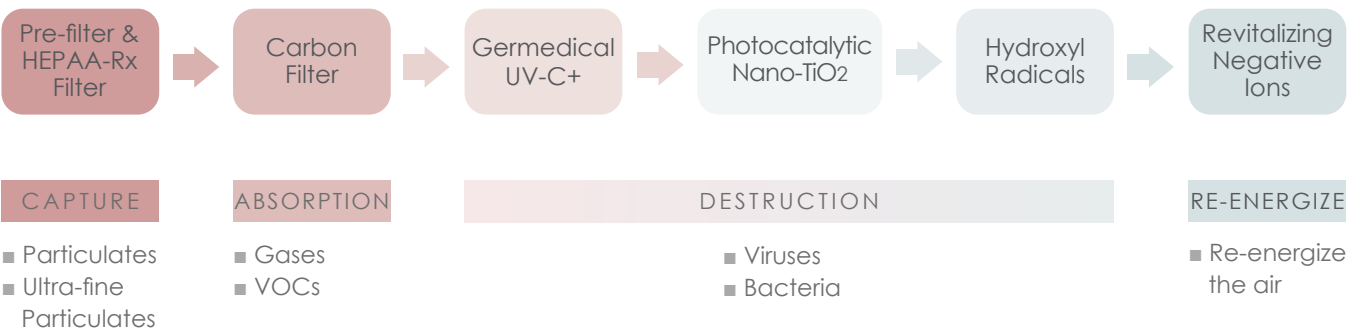 Pre-filter &
HEPAA-Rx
Filter
Carbon
Filter
Germedical
UV-C+
Photocatalytic
Nano-TiO2
Hydroxyl
Radicals
Revitalizing
Negative
Ions
CAPTURE
■ Particulates
■ Ultra-fine
Particulates
ABSORPTION
■ Gases
■ VOCs
DESTRUCTION
■ Viruses
■ Bacteria
RE-ENERGIZE
■ Re-energize
the air